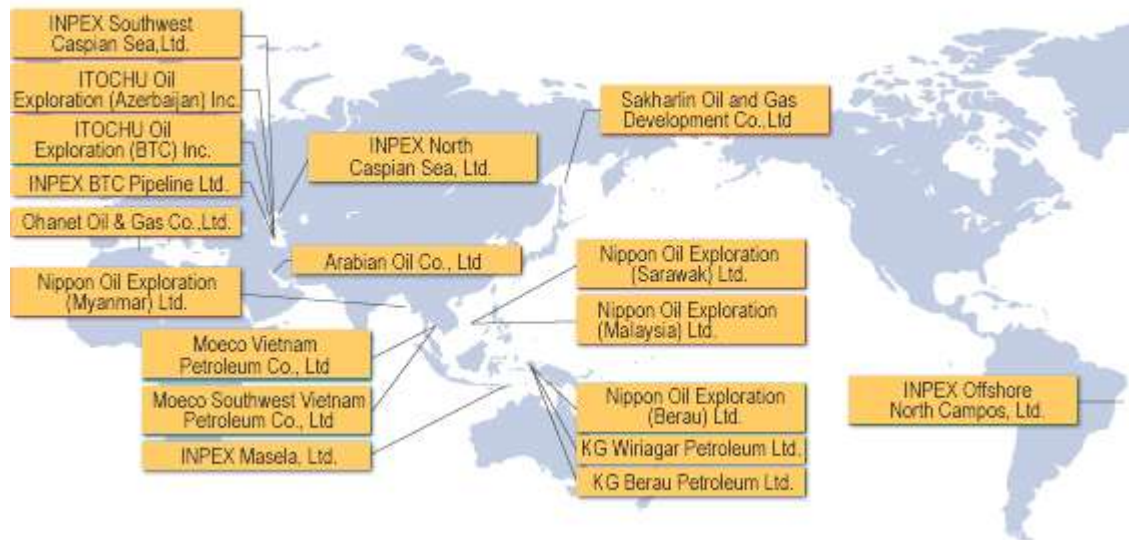 INPEX Southwest
Caspian Sea,Ltd.
ITOCHU Oil
Exploration (Azerbaijan) Inc.
ITOCHU Oil
Exploration (BTC) Inc.
INPEX BTC Pipeline Ltd.
Ohanet Oil & Gas Co.,Ltd.
Nippon Oil Exploration
(Myanmar) Ltd.
INPEX North
Caspian Sea, Ltd.
Arabian Oil Co., Ltd
Sakharlin Oil and Gas
Development Co.,Ltd
Nippon Oil Exploration
(Sarawak) Ltd.
Nippon Oil Exploration
(Malaysia) Ltd.
Moeco Vietnam
Petroleum Co., Ltd
Moeco Southwest Vietnam
Petroleum Co., Ltd
INPEX Masela, Ltd.
Nippon Oil Exploration
(Berau) Ltd.
KG Wiriagar Petroleum Ltd.
KG Berau Petroleum Ltd.
INPEX Offshore
North Campos, Ltd.